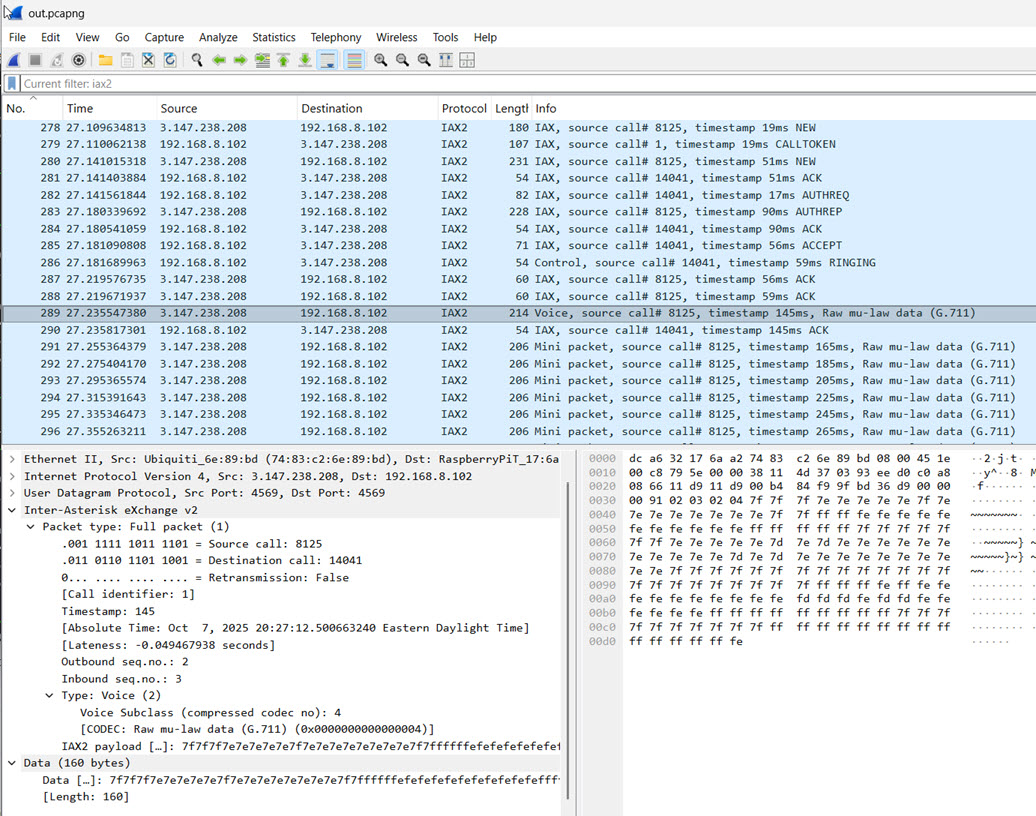 out.pcapng
File Edit View Go Capture Analyze Statistics Telephony Wireless Tools Help
Current filter: iax2
No. Time Source Destination Protocol Length Info
278 27.109634813 3.147.238.208 192.168.8.102 IAX2 180 IAX, source call# 8125, timestamp 19ms NEW
279 27.110062138 192.168.8.102 3.147.238.208 IAX2 107 IAX, source call# 1, timestamp 19ms CALLTOKEN
280 27.141015318 3.147.238.208 192.168.8.102 IAX2 231 IAX, source call# 8125, timestamp 51ms NEW
281 27.141403884 192.168.8.102 3.147.238.208 IAX2 54 IAX, source call# 14041, timestamp 51ms ACK
282 27.141561844 192.168.8.102 3.147.238.208 IAX2 82 IAX, source call# 14041, timestamp 17ms AUTHREQ
283 27.180339692 3.147.238.208 192.168.8.102 IAX2 228 IAX, source call# 8125, timestamp 90ms AUTHREP
284 27.180541059 192.168.8.102 3.147.238.208 IAX2 54 IAX, source call# 14041, timestamp 90ms ACK
285 27.181090808 192.168.8.102 3.147.238.208 IAX2 71 IAX, source call# 14041, timestamp 56ms ACCEPT
286 27.181689963 192.168.8.102 3.147.238.208 IAX2 54 Control, source call# 14041, timestamp 59ms RINGING
287 27.219576735 3.147.238.208 192.168.8.102 IAX2 60 IAX, source call# 8125, timestamp 56ms ACK
288 27.219671937 3.147.238.208 192.168.8.102 IAX2 60 IAX, source call# 8125, timestamp 59ms ACK
289 27.235547380 3.147.238.208 192.168.8.102 IAX2 214 Voice, source call# 8125, timestamp 145ms, Raw mu-law data (G.711)
290 27.235817301 192.168.8.102 3.147.238.208 IAX2 54 IAX, source call# 14041, timestamp 145ms ACK
291 27.255364379 3.147.238.208 192.168.8.102 IAX2 206 Mini packet, source call# 8125, timestamp 165ms, Raw mu-law data (G.711)
292 27.275404170 3.147.238.208 192.168.8.102 IAX2 206 Mini packet, source call# 8125, timestamp 185ms, Raw mu-law data (G.711)
293 27.295365574 3.147.238.208 192.168.8.102 IAX2 206 Mini packet, source call# 8125, timestamp 205ms, Raw mu-law data (G.711)
294 27.315391643 3.147.238.208 192.168.8.102 IAX2 206 Mini packet, source call# 8125, timestamp 225ms, Raw mu-law data (G.711)
295 27.335346473 3.147.238.208 192.168.8.102 IAX2 206 Mini packet, source call# 8125, timestamp 245ms, Raw mu-law data (G.711)
296 27.355263211 3.147.238.208 192.168.8.102 IAX2 206 Mini packet, source call# 8125, timestamp 265ms, Raw mu-law data (G.711)
Ethernet II, Src: Ubiquiti_6e:89:bd (74:83:c2:6e:89:bd), Dst: RaspberryPiT_17:6a
Internet Protocol Version 4, Src: 3.147.238.208, Dst: 192.168.8.102
User Datagram Protocol, Src Port: 4569, Dst Port: 4569
Inter-Asterisk eXchange v2
Packet type: Full packet (1)
.001 1111 1011 1101 = Source call: 8125
.011 0110 1101 1001 = Destination call: 14041
0... .... .... .... = Retransmission: False
[Call identifier: 1]
Timestamp: 145
[Absolute Time: Oct 7, 2025 20:27:12.500663240 Eastern Daylight Time]
[Lateness: -0.049467938 seconds]
Outbound seq.no.: 2
Inbound seq.no.: 3
Type: Voice (2)
Voice Subclass (compressed codec no): 4
[CODEC: Raw mu-law data (G.711) (0x0000000000000004)]
IAX2 payload […]: 7f7f7f7e7e7e7e7e7f7e7e7e7e7e7e7e7e7f7ffffffefefefefefefef
Data (160 bytes)
Data […]: 7f7f7f7e7e7e7e7e7f7e7e7e7e7e7e7e7e7f7ffffffefefefefefefefefefeffff
[Length: 160]
0000 dc a6 32 17 6a a2 74 83 c2 6e 89 bd 08 00 45 1e
0010 00 c8 79 5e 00 00 38 11 4d 37 03 93 ee d0 c0 a8
0020 08 66 11 d9 11 d9 00 b4 84 f9 9f bd 36 d9 00 00
0030 00 91 02 03 02 04 7f 7f 7f 7e 7e 7e 7e 7e 7f 7e
0040 7e 7e 7e 7e 7e 7e 7f 7f ff ff fe fe fe fe fe fe
0050 fe fe fe fe fe fe ff ff ff ff ff 7f 7f 7f 7f 7f
0060 7f 7f 7e 7e 7e 7e 7d 7e 7d 7e 7e 7e 7e 7e 7e 7e
0070 7e 7e 7e 7e 7e 7d 7e 7d 7e 7e 7e 7e 7e 7e 7e 7e
0080 7e 7e 7f 7f 7f 7f 7f 7f 7f 7f 7f 7f 7f 7f 7f 7f
0090 7f 7f 7f 7f 7f 7f 7f 7f 7f ff ff ff fe ff fe fe
00a0 fe fe fe fe fe fe fe fe fd fd fd fe fd fd fe fe
00b0 fe fe fe fe ff ff ff ff ff ff ff ff ff 7f 7f 7f
00c0 7f 7f 7f 7f 7f 7f 7f ff ff ff ff ff ff ff ff ff
00d0 ff ff ff ff ff fe